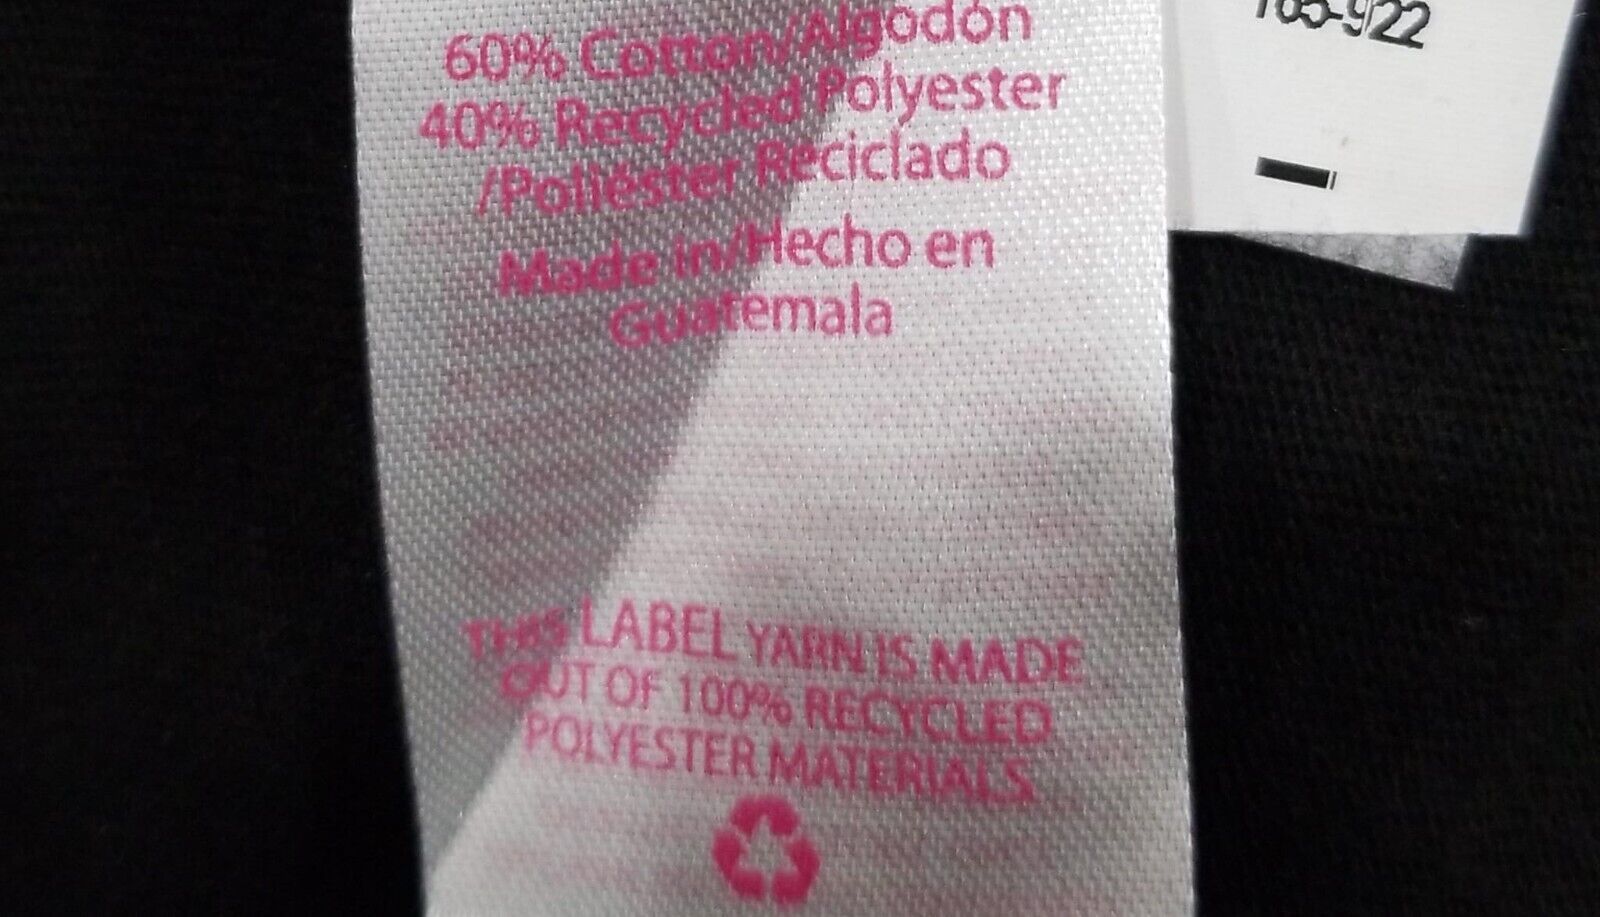 60% Cotton/Algodón
40% Recycled Polyester
/Poliéster Reciclado
Made in/Hecho en
Guatemala
THIS LABEL YARN IS MADE
OUT OF 100% RECYCLED
POLYESTER MATERIALS